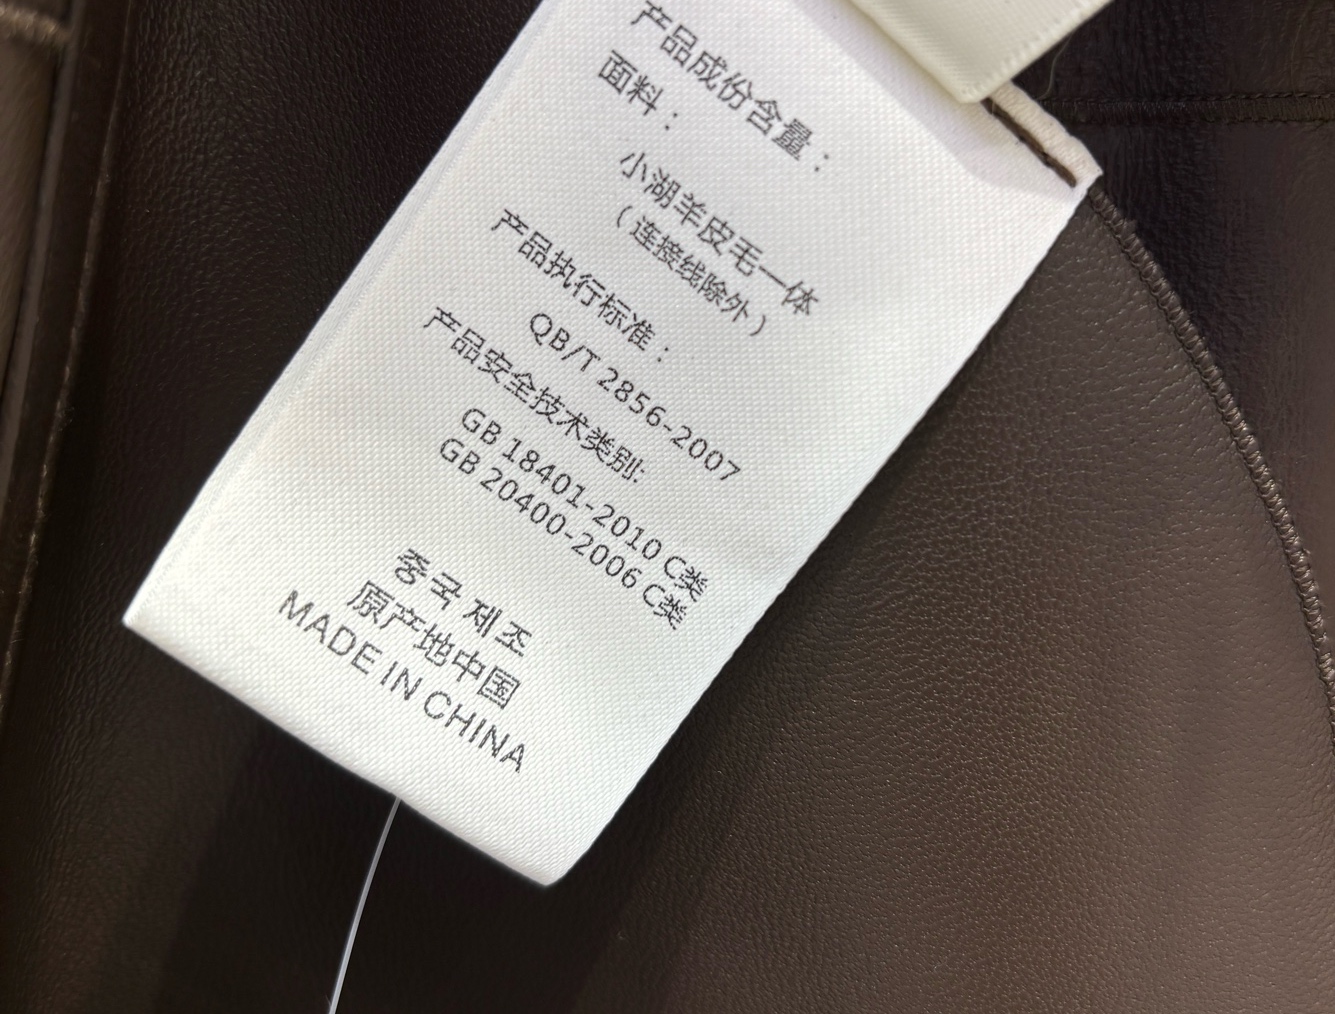 产品成份含量：
面料：
小湖羊皮毛一体
（连接线除外）
产品执行标准：
QB/T 2856-2007
产品安全技术类别:
GB 18401-2010 C类
GB 20400-2006 C类
중국 제조
原产地中国
MADE IN CHINA